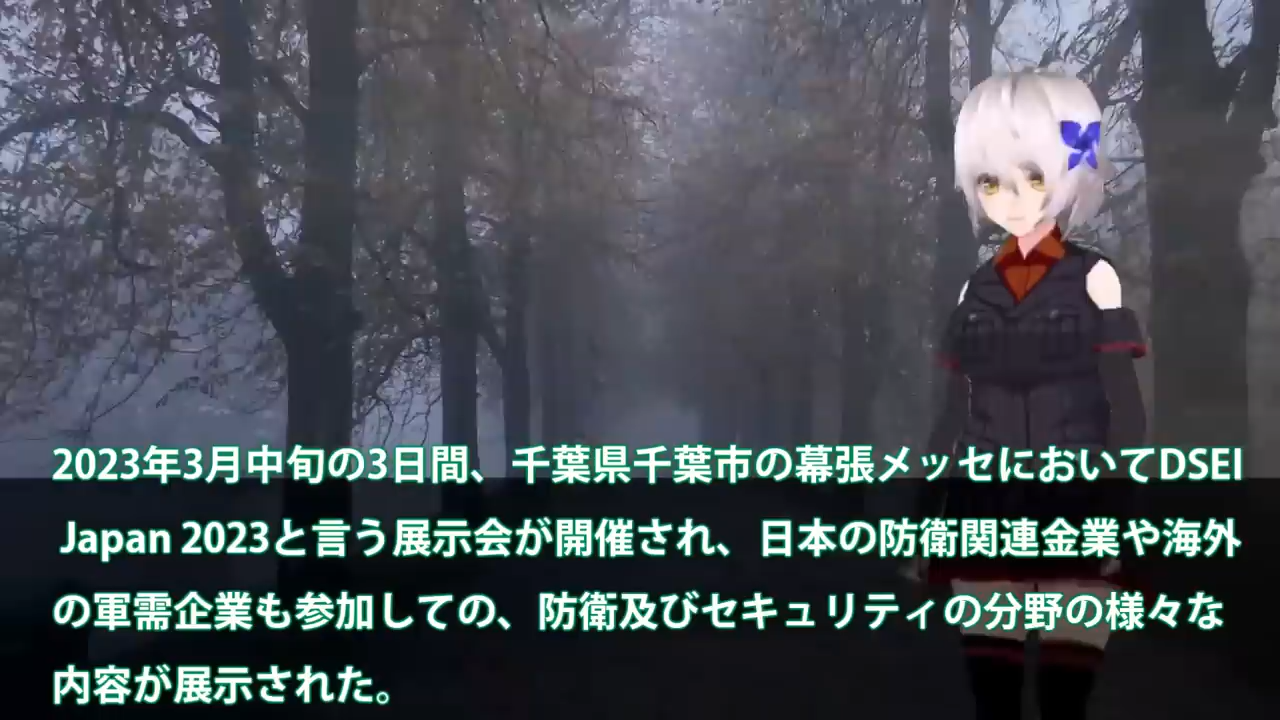 2023年3月中旬の3日間、千葉県千葉市の幕張メッセにおいてDSEI
Japan 2023と言う展示会が開催され、日本の防衛関連金業や海外
の軍需企業も参加しての、防衛及びセキュリティの分野の様々な
内容が展示された。